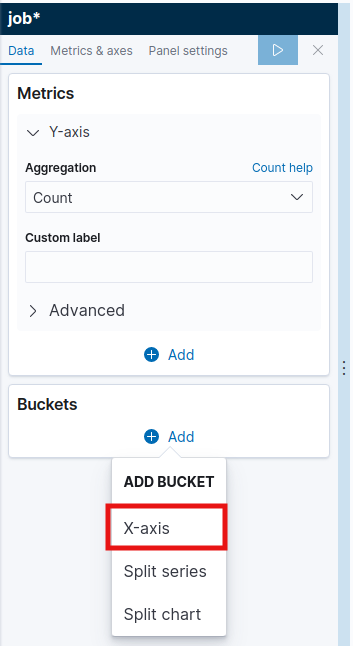 job*
Data Metrics & axes Panel settings
Metrics
Y-axis
Aggregation Count help
Count
Custom label
Advanced
Add
Buckets
Add
ADD BUCKET
X-axis
Split series
Split chart